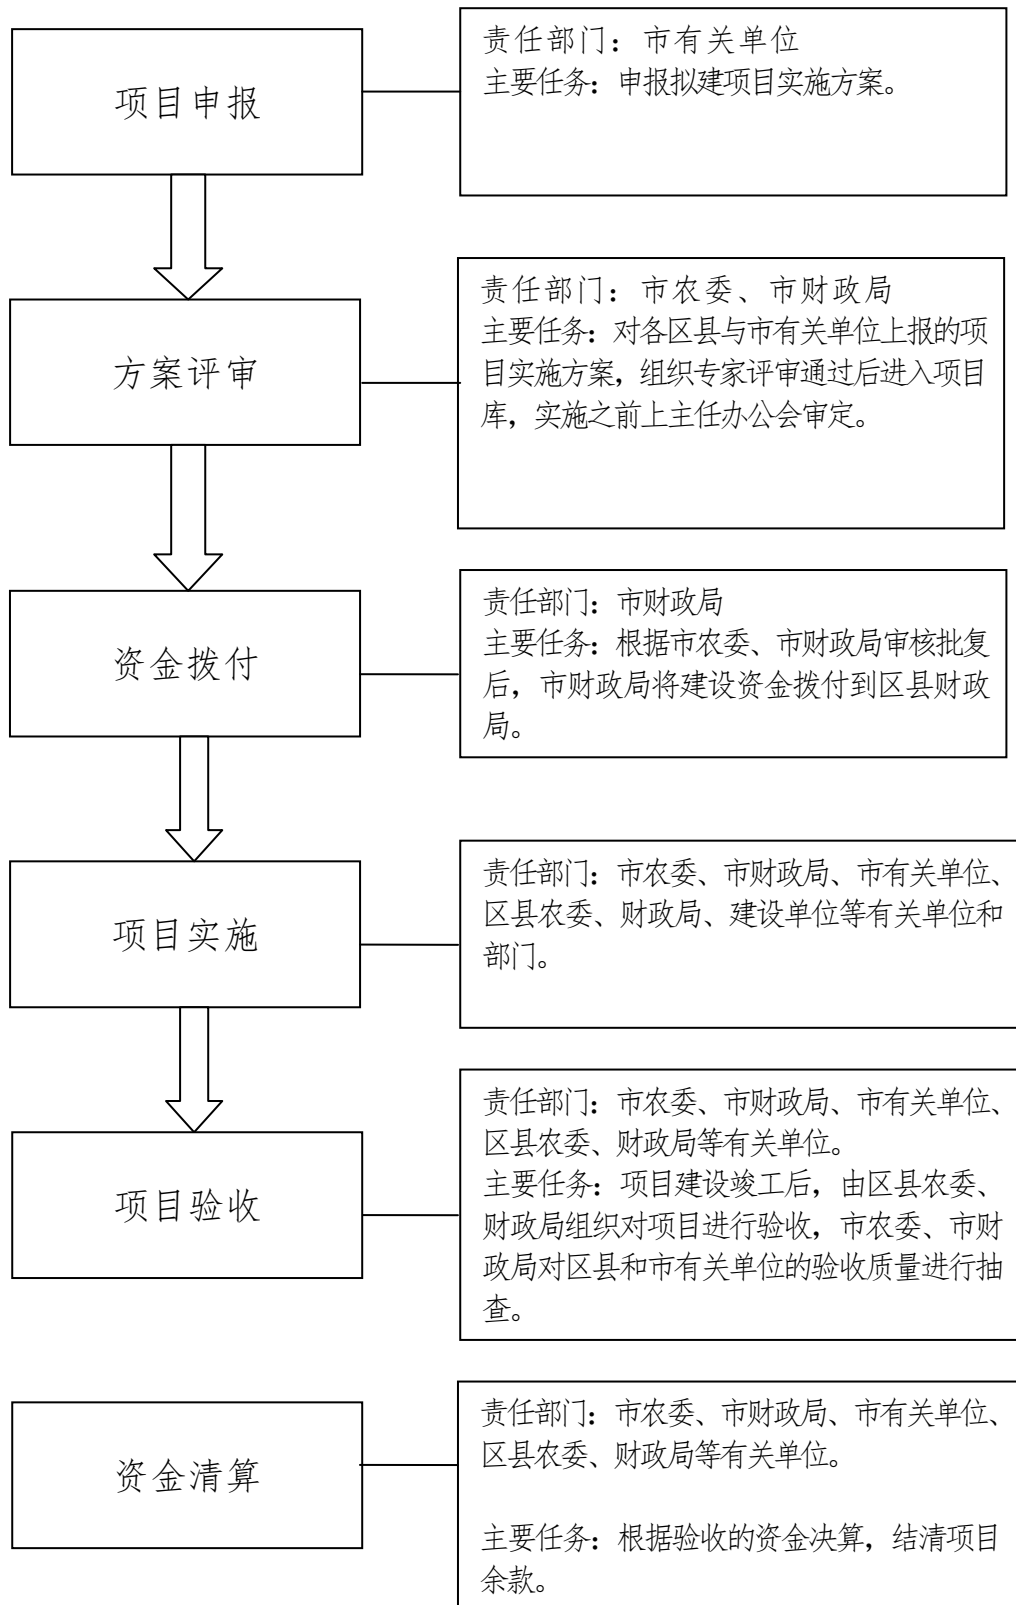 项目申报
责任部门：市有关单位
主要任务：申报拟建项目实施方案。
方案评审
责任部门：市农委、市财政局
主要任务：对各区县与市有关单位上报的项
目实施方案，组织专家评审通过后进入项目
库，实施之前上主任办公会审定。
资金拨付
责任部门：市财政局
主要任务：根据市农委、市财政局审核批复
后，市财政局将建设资金拨付到区县财政
局。
项目实施
责任部门：市农委、市财政局、市有关单位、
区县农委、财政局、建设单位等有关单位和
部门。
项目验收
责任部门：市农委、市财政局、市有关单位、
区县农委、财政局等有关单位。
主要任务：项目建设竣工后，由区县农委、
财政局组织对项目进行验收，市农委、市财
政局对区县和市有关单位的验收质量进行抽
查。
资金清算
责任部门：市农委、市财政局、市有关单位、
区县农委、财政局等有关单位。
主要任务：根据验收的资金决算，结清项目
余款。